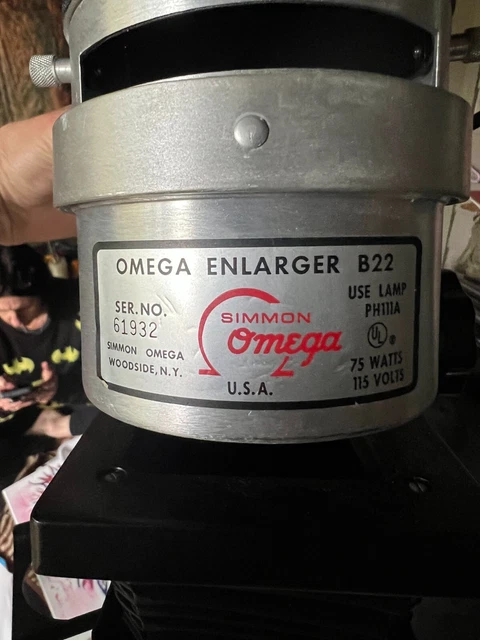 OMEGA ENLARGER B22
SER. NO.
61932
SIMMON OMEGA
WOODSIDE, N.Y.
SIMMON
Omega
U.S.A.
USE LAMP
PH111A
UL®
75 WATTS
115 VOLTS